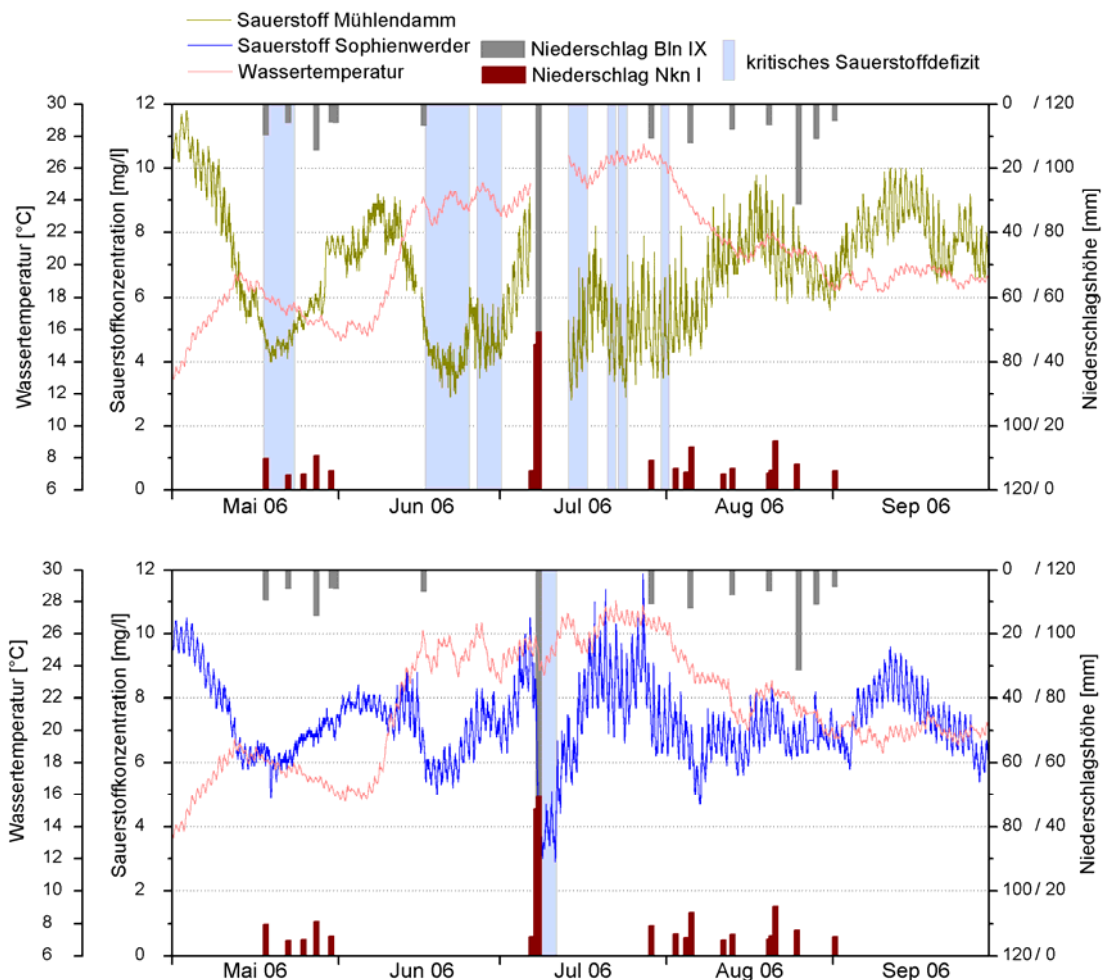 Sauerstoff Mühlendamm
Sauerstoff Sophienwerder
Wassertemperatur
Niederschlag Bln IX
Niederschlag Nkn I
kritisches Sauerstoffdefizit
30 12 0 / 120
28
26 10 20 / 100
24
22 8 40 / 80
20
18 6 60 / 60
16
14 4 80 / 40
12
10 2 100 / 20
8
6 0 120 / 0
Wassertemperatur [°C]
Sauerstoffkonzentration [mg/l]
Niederschlagshöhe [mm]
Mai 06 Jun 06 Jul 06 Aug 06 Sep 06
30 12 0 / 120
28
26 10 20 / 100
24
22 8 40 / 80
20
18 6 60 / 60
16
14 4 80 / 40
12
10 2 100 / 20
8
6 0 120 / 0
Wassertemperatur [°C]
Sauerstoffkonzentration [mg/l]
Niederschlagshöhe [mm]
Mai 06 Jun 06 Jul 06 Aug 06 Sep 06